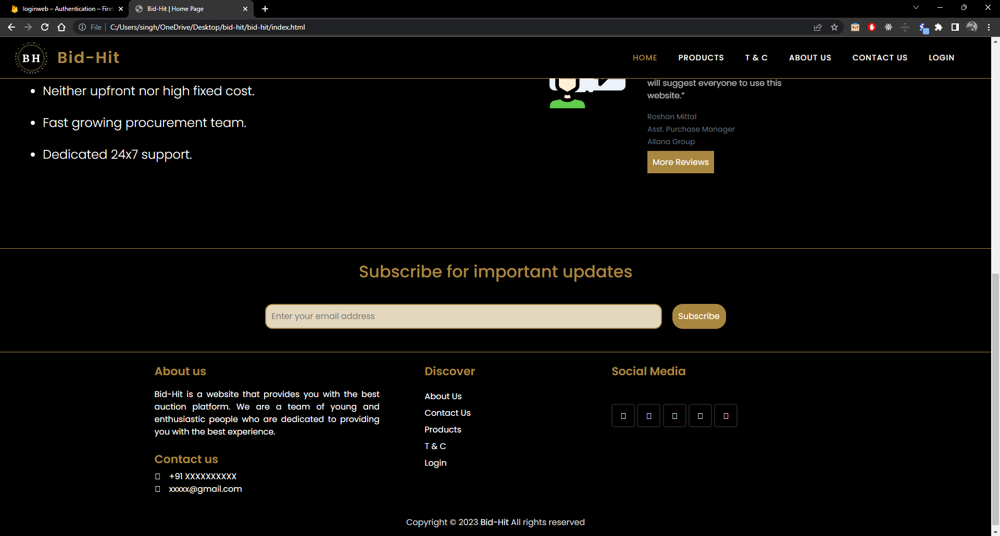 loginweb – Authentication – Fire
Bid-Hit | Home Page
File
C:/Users/singh/OneDrive/Desktop/bid-hit/bid-hit/index.html
BH
Bid-Hit
HOME
PRODUCTS
T & C
ABOUT US
CONTACT US
LOGIN
• Neither upfront nor high fixed cost.
• Fast growing procurement team.
• Dedicated 24x7 support.
will suggest everyone to use this
website.”
Roshan Mittal
Asst. Purchase Manager
Allana Group
More Reviews
Subscribe for important updates
Enter your email address
Subscribe
About us
Bid-Hit is a website that provides you with the best
auction platform. We are a team of young and
enthusiastic people who are dedicated to providing
you with the best experience.
Contact us
+91 XXXXXXXXXX
xxxxx@gmail.com
Discover
About Us
Contact Us
Products
T & C
Login
Social Media
Copyright © 2023 Bid-Hit All rights reserved